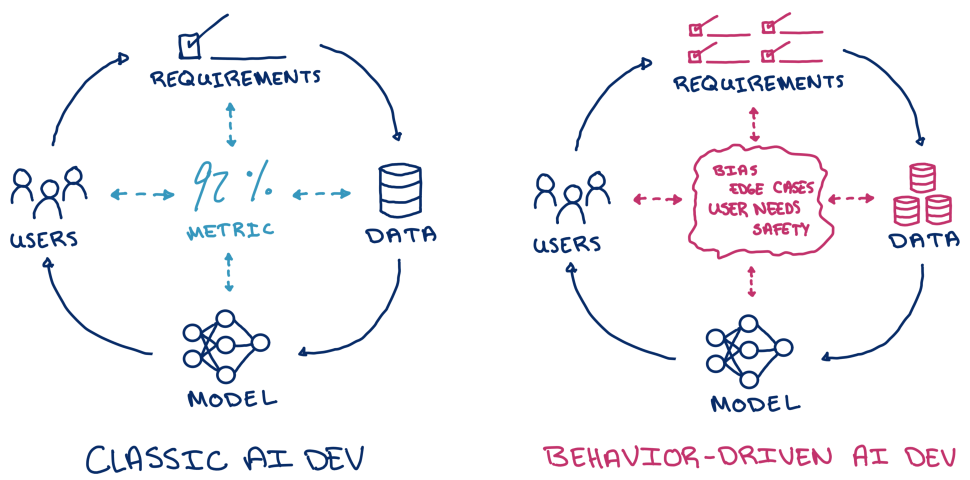 REQUIREMENTS
92%
METRIC
USERS
DATA
MODEL
CLASSIC AI DEV
REQUIREMENTS
BIAS
EDGE CASES
USER NEEDS
SAFETY
USERS
DATA
MODEL
BEHAVIOR-DRIVEN AI DEV